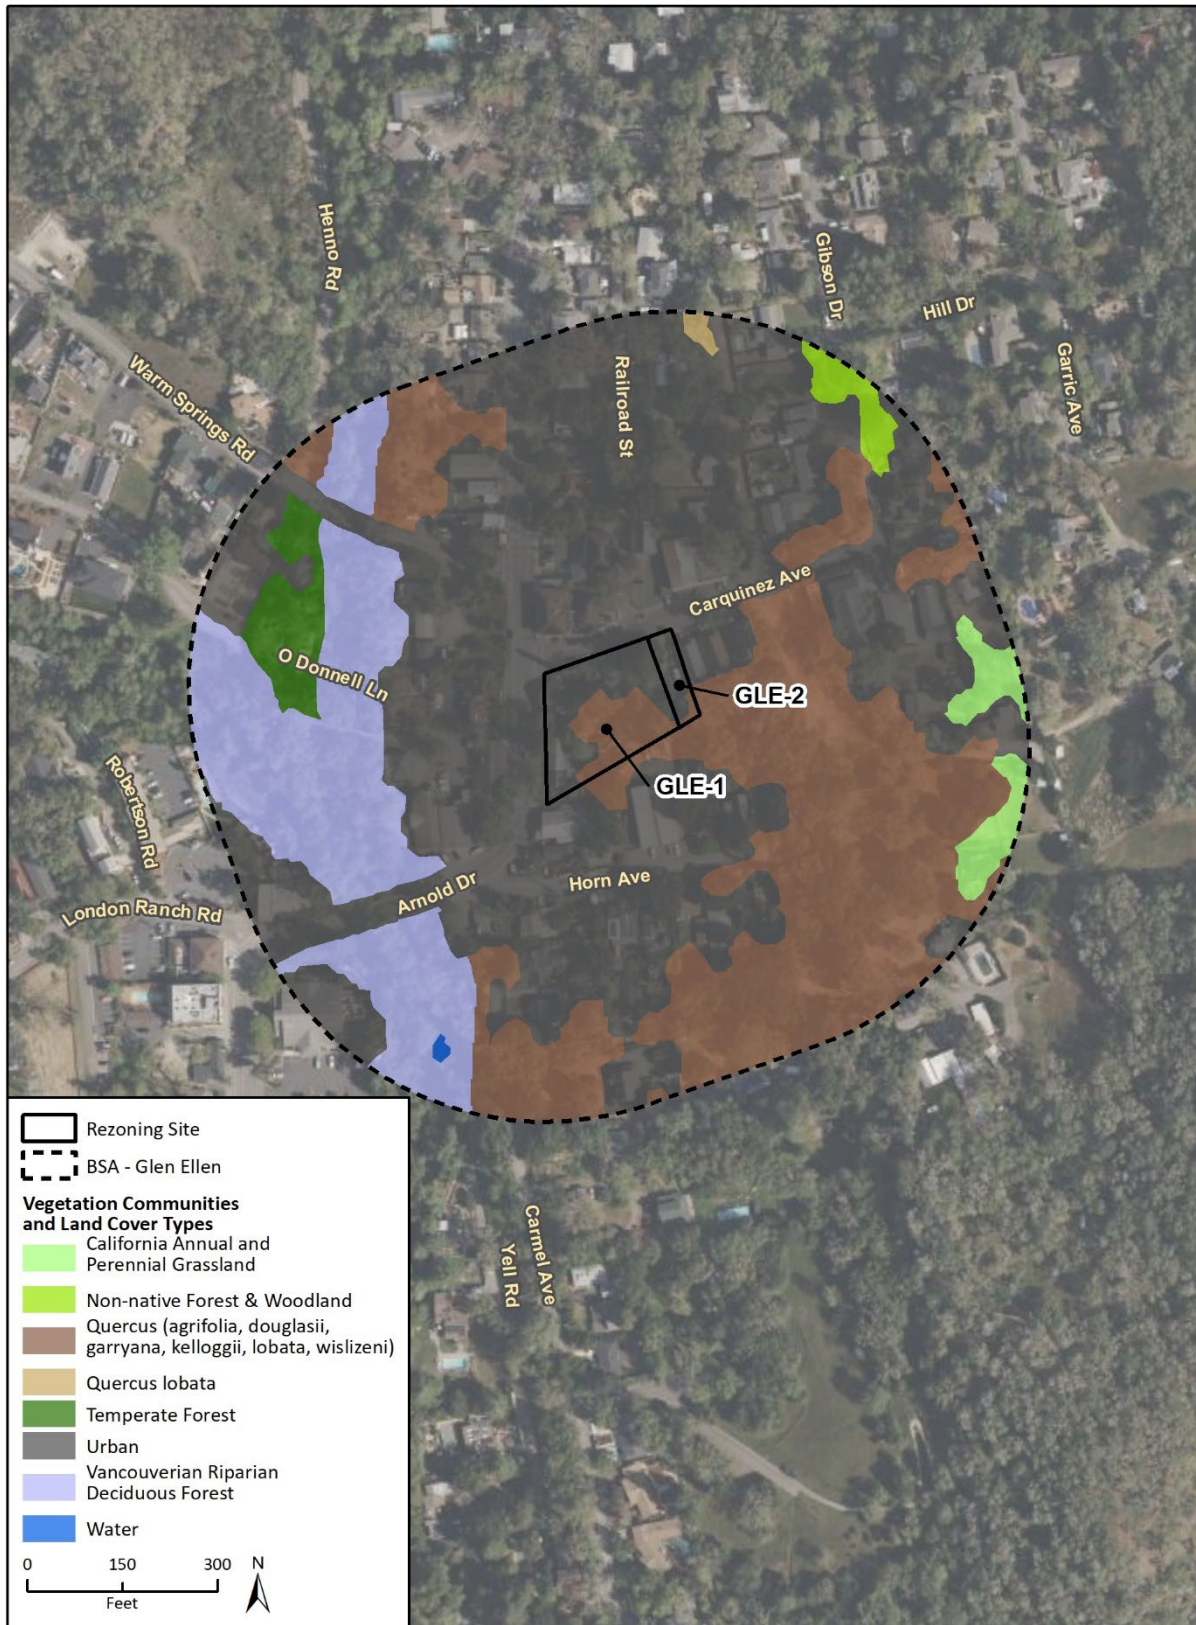 Henno Rd
Gibson Dr
Hill Dr
Garric Ave
Warm Springs Rd
Railroad St
Carquinez Ave
O Donnell Ln
GLE-2
GLE-1
Robertson Rd
London Ranch Rd
Arnold Dr
Horn Ave
Carmel Ave
Yell Rd
Rezoning Site
BSA - Glen Ellen
Vegetation Communities
and Land Cover Types
California Annual and
Perennial Grassland
Non-native Forest & Woodland
Quercus (agrifolia, douglasii,
garryana, kelloggii, lobata, wislizeni)
Quercus lobata
Temperate Forest
Urban
Vancouverian Riparian
Deciduous Forest
Water
0 150 300 N
Feet